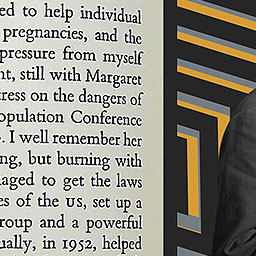 ed to help individual
pregnancies, and the
pressure from myself
nt, still with Margaret
ress on the dangers of
opulation Conference
. I well remember her
ng, but burning with
naged to get the laws
es of the US, set up a
roup and a powerful
ually, in 1952, helped